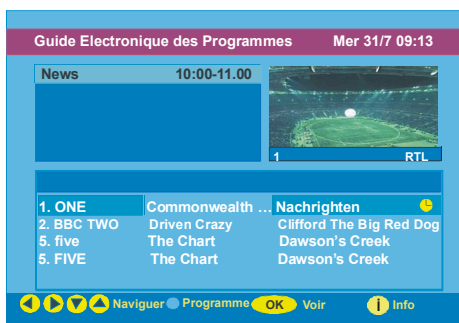 Guide Electronique des Programmes Mer 31/7 09:13
News 10:00-11.00
1 RTL
1. ONE Commonwealth ... Nachrighten
2. BBC TWO Driven Crazy Clifford The Big Red Dog
5. five The Chart Dawson's Creek
5. FIVE The Chart Dawson's Creek
Naviguer Programme OK Voir i Info